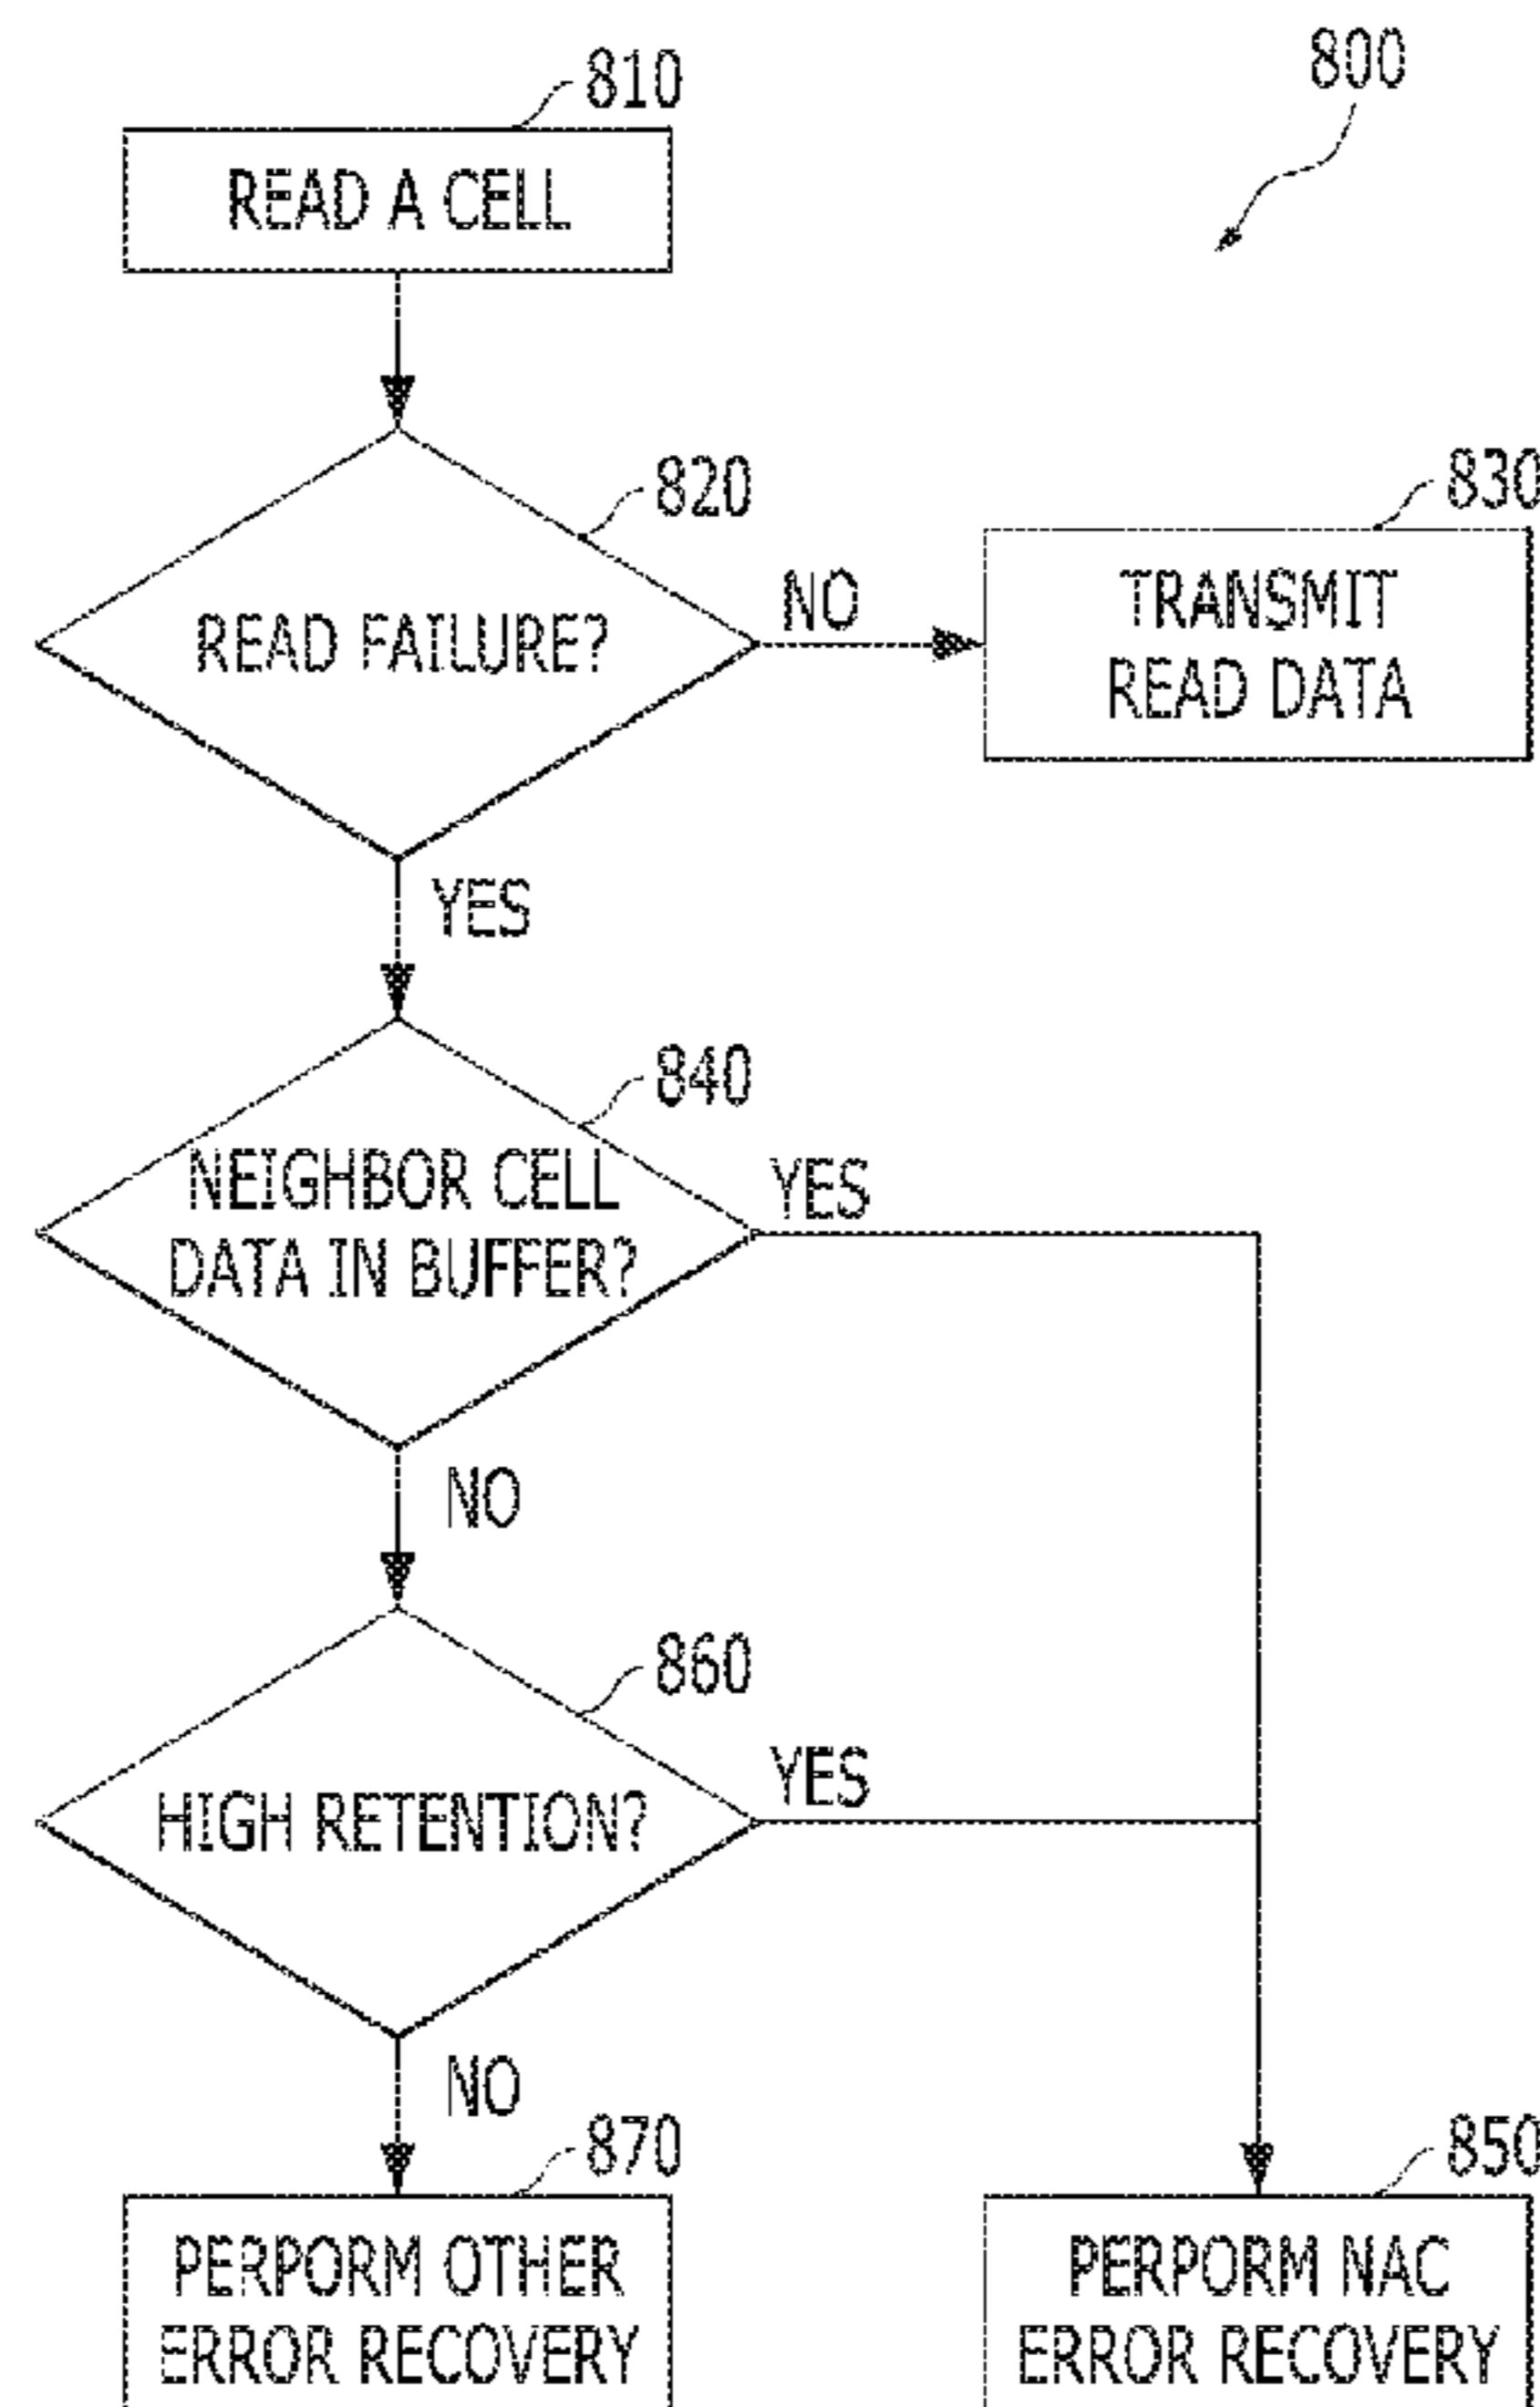 810
800
READ A CELL
820
830
READ FAILURE?
NO
TRANSMIT
READ DATA
YES
840
NEIGHBOR CELL
DATA IN BUFFER?
YES
NO
860
HIGH RETENTION?
YES
NO
870
850
PERPORM OTHER
ERROR RECOVERY
PERPORM NAC
ERROR RECOVERY